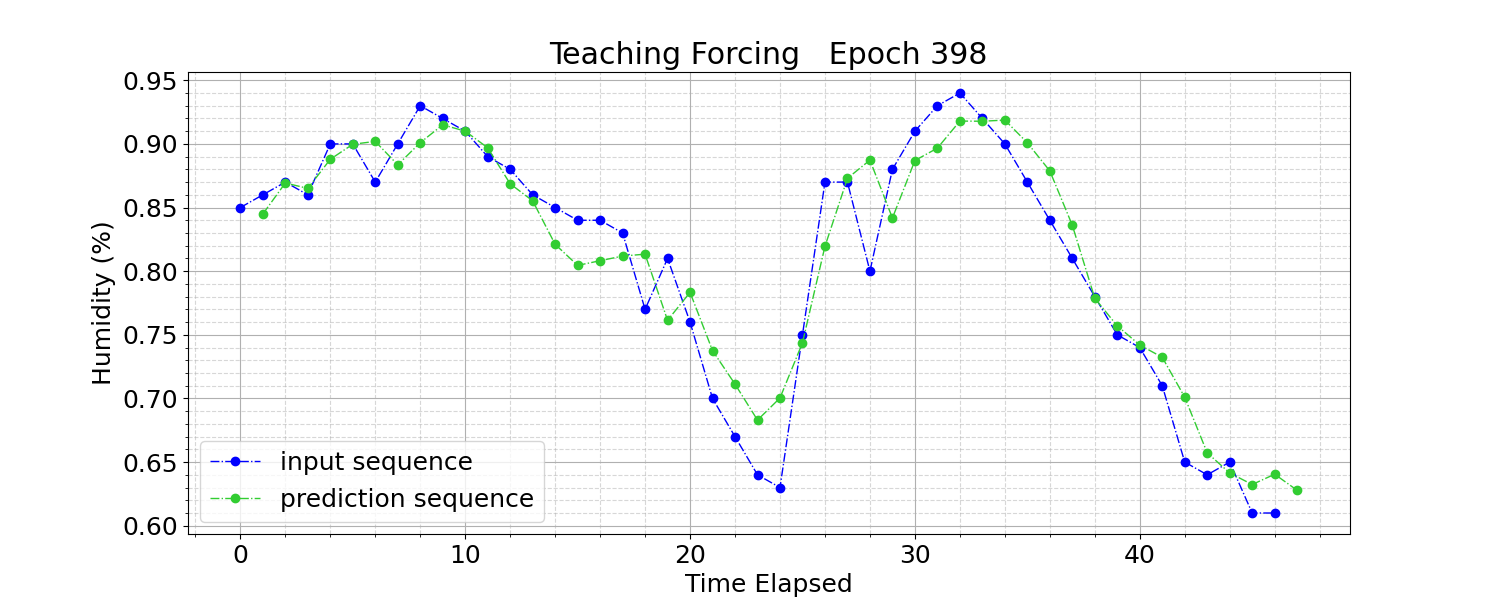 Teaching Forcing   Epoch 398
Humidity (%)
0.95
0.90
0.85
0.80
0.75
0.70
0.65
0.60
input sequence
prediction sequence
0 10 20 30 40
Time Elapsed